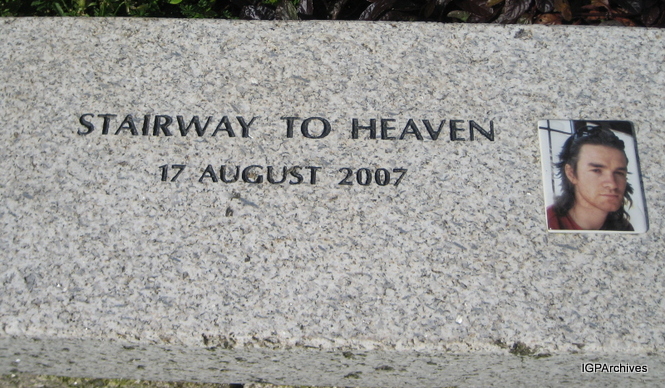 STAIRWAY TO HEAVEN
17 AUGUST 2007
IGPArchives